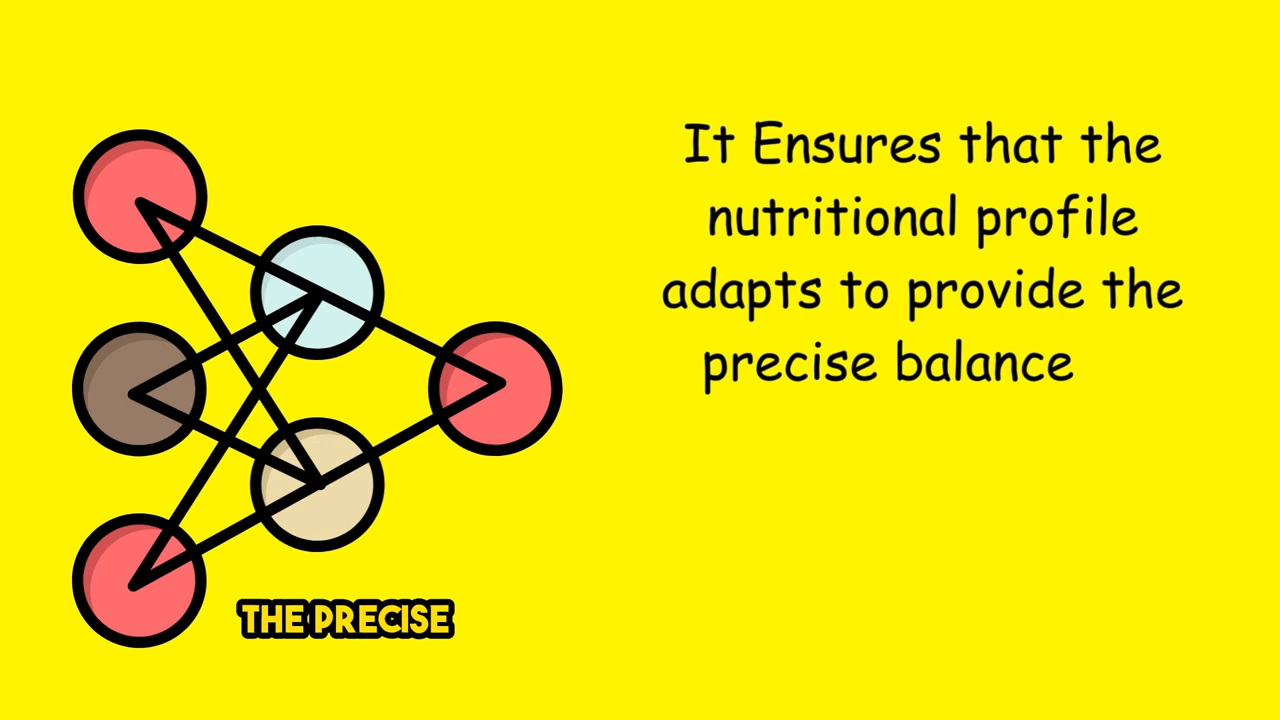 It Ensures that the
nutritional profile
adapts to provide the
precise balance
THE PRECISE